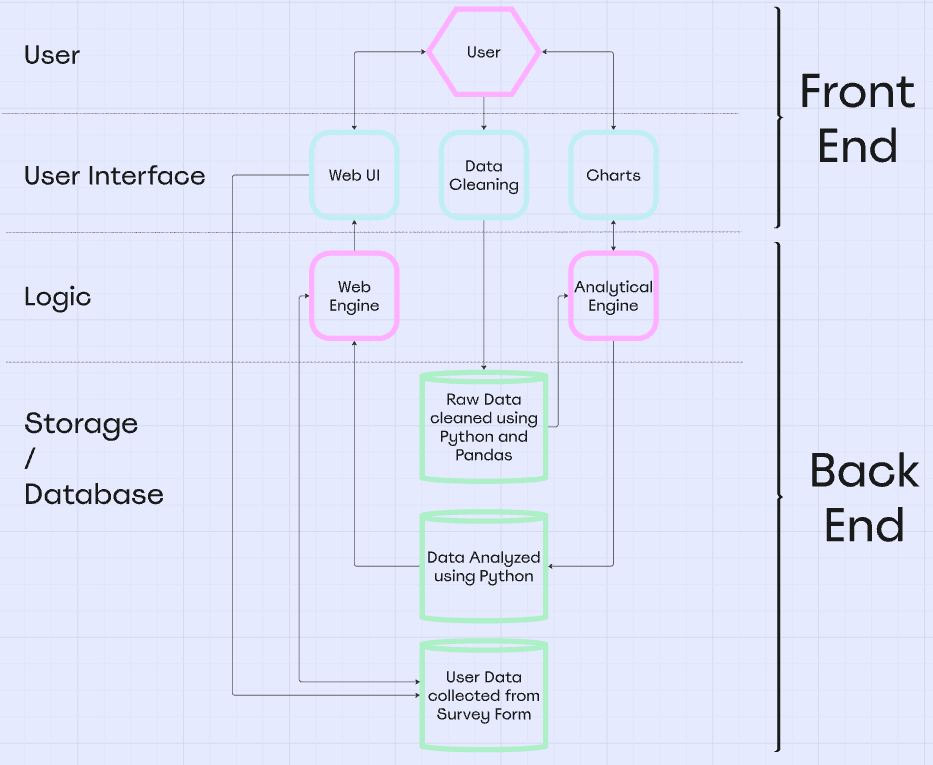 User
User
Front
End
User Interface
Web UI
Data
Cleaning
Charts
Logic
Web
Engine
Analytical
Engine
Storage
/
Database
Raw Data
cleaned using
Python and
Pandas
Back
End
Data Analyzed
using Python
User Data
collected from
Survey Form